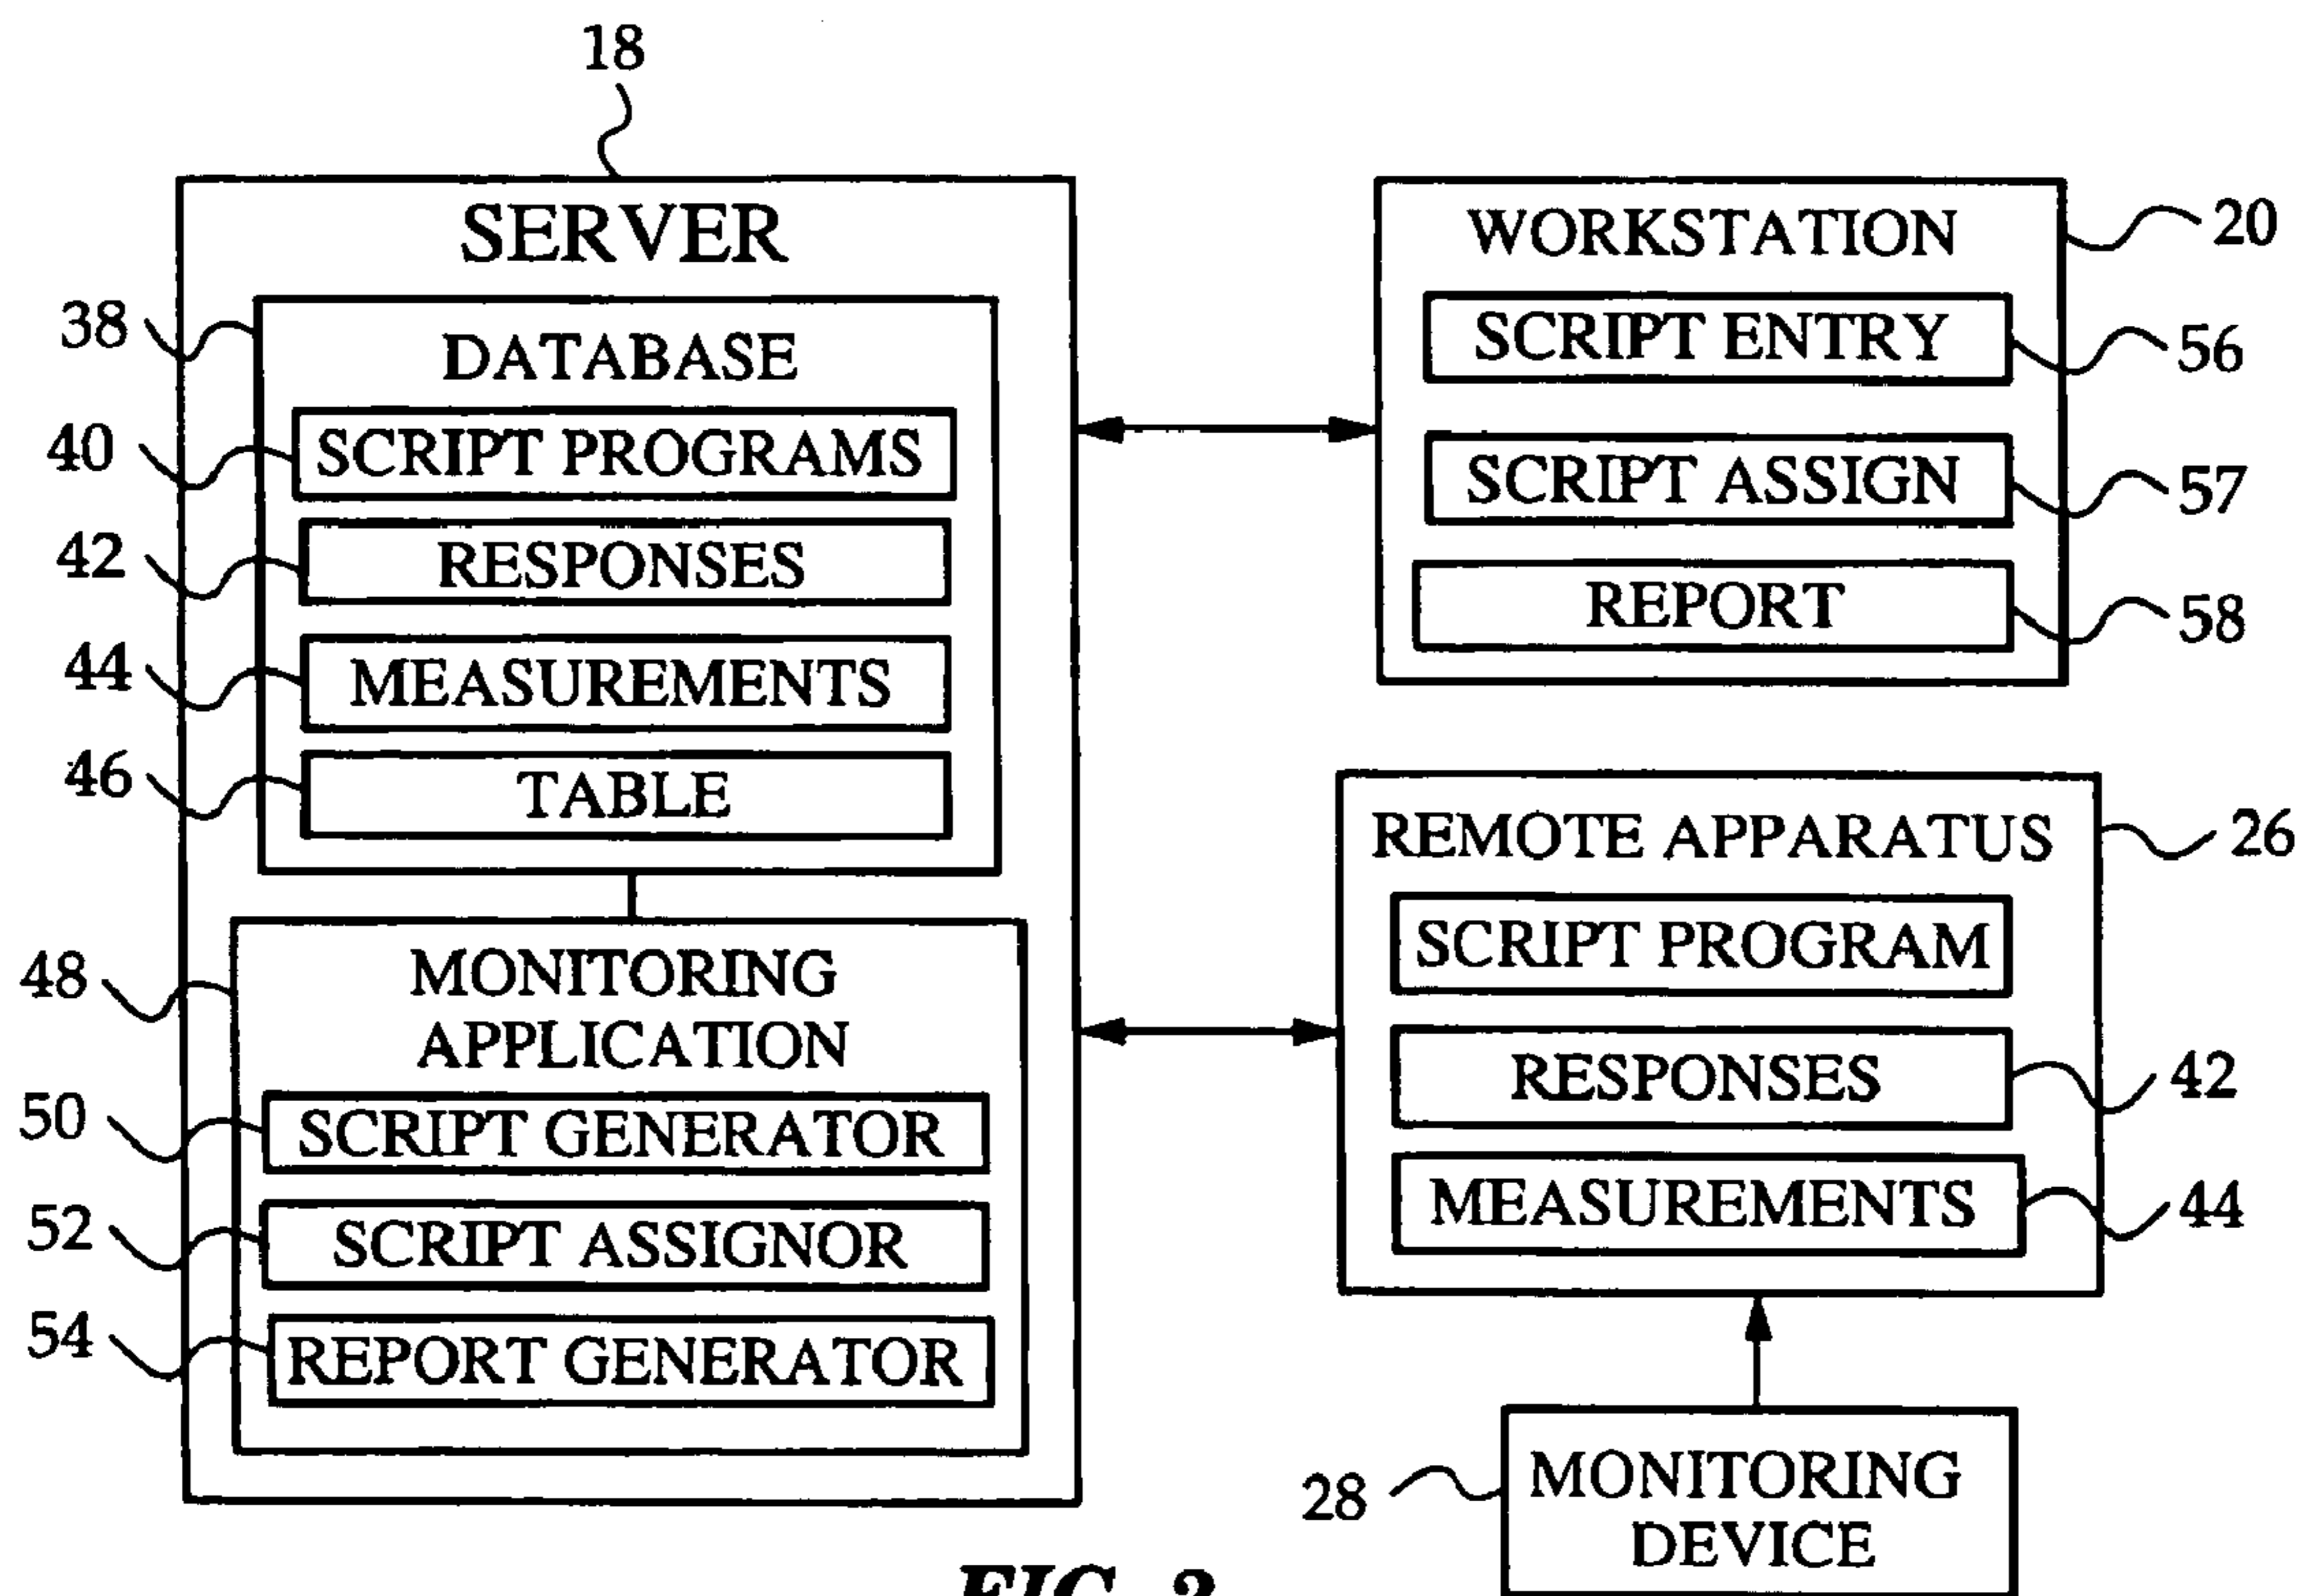 18
SERVER
38
DATABASE
40
SCRIPT PROGRAMS
42
RESPONSES
44
MEASUREMENTS
46
TABLE
48
MONITORING
APPLICATION
50
SCRIPT GENERATOR
52
SCRIPT ASSIGNOR
54
REPORT GENERATOR
WORKSTATION
20
SCRIPT ENTRY
56
SCRIPT ASSIGN
57
REPORT
58
REMOTE APPARATUS
26
SCRIPT PROGRAM
RESPONSES
42
MEASUREMENTS
44
28
MONITORING
DEVICE